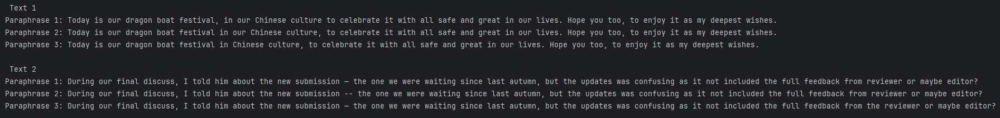 Text 1
Paraphrase 1: Today is our dragon boat festival, in our Chinese culture to celebrate it with all safe and great in our lives. Hope you too, to enjoy it as my deepest wishes.
Paraphrase 2: Today is our dragon boat festival in our Chinese culture, to celebrate it with all safe and great in our lives. Hope you too, to enjoy it as my deepest wishes.
Paraphrase 3: Today is our dragon boat festival in Chinese culture, to celebrate it with all safe and great in our lives. Hope you too, to enjoy it as my deepest wishes.
Text 2
Paraphrase 1: During our final discuss, I told him about the new submission — the one we were waiting since last autumn, but the updates was confusing as it not included the full feedback from reviewer or maybe editor?
Paraphrase 2: During our final discuss, I told him about the new submission -- the one we were waiting since last autumn, but the updates was confusing as it not included the full feedback from reviewer or maybe editor?
Paraphrase 3: During our final discuss, I told him about the new submission — the one we were waiting since last autumn, but the updates was confusing as it not included the full feedback from the reviewer or maybe editor?